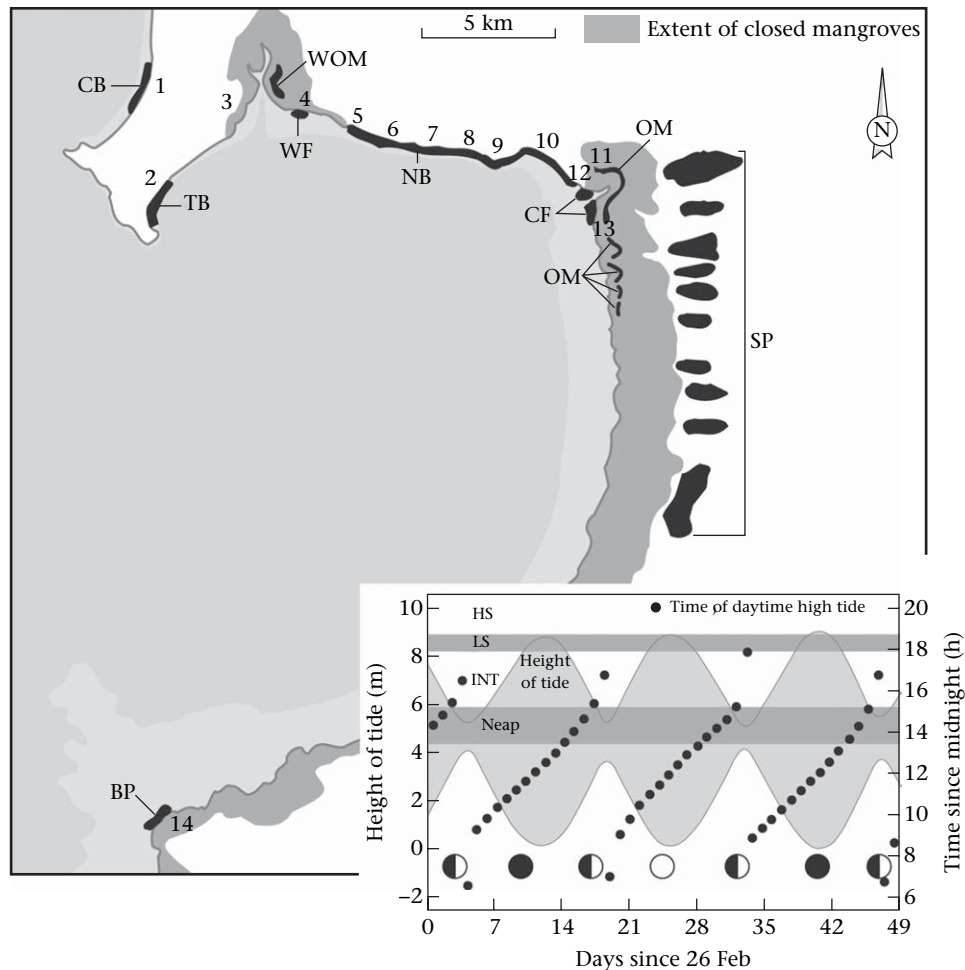 5 km
Extent of closed mangroves
WOM
CB
1
3
4
WF
5
6
7
8
9
10
NB
OM
11
12
N
2
TB
CF
13
OM
SP
BP
14
Height of tide (m)
10
8
6
4
2
0
−2
HS
LS
INT
Height
of tide
Neap
Time of daytime high tide
20
18
16
14
12
10
8
6
Time since midnight (h)
0
7
14
21
28
35
42
49
Days since 26 Feb